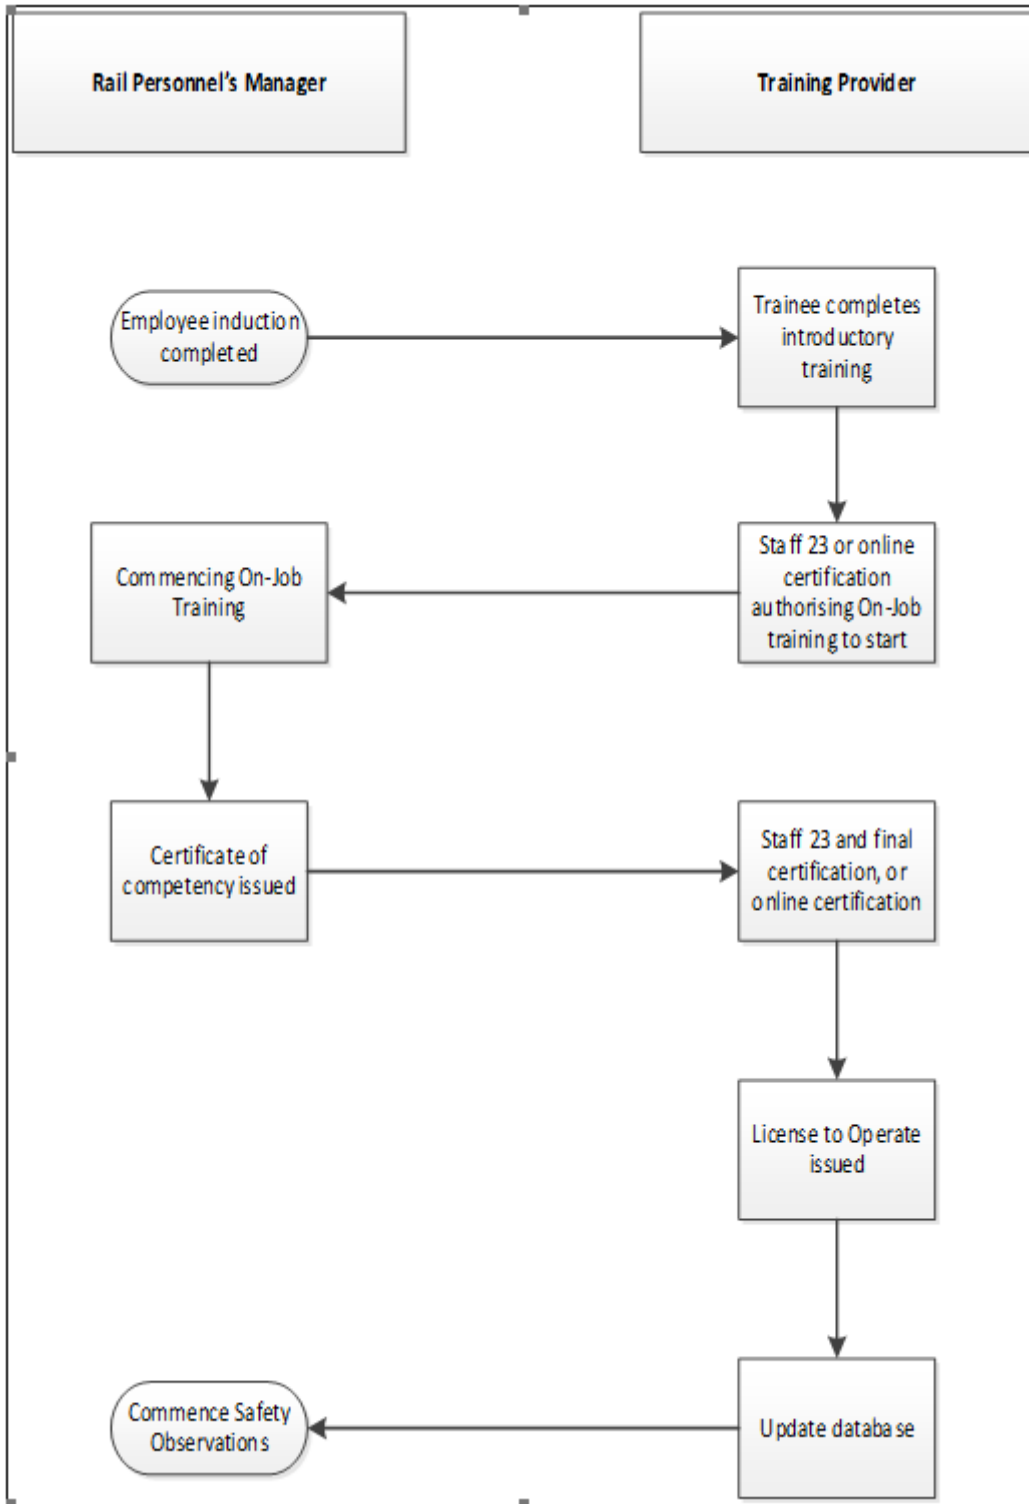 Rail Personnel's Manager
Training Provider
Employee induction
completed
Trainee completes
introductory
training
Commencing On-Job
Training
Staff 23 or online
certification
authorising On-Job
training to start
Certificate of
competency issued
Staff 23 and final
certification, or
online certification
License to Operate
issued
Commence Safety
Observations
Update database